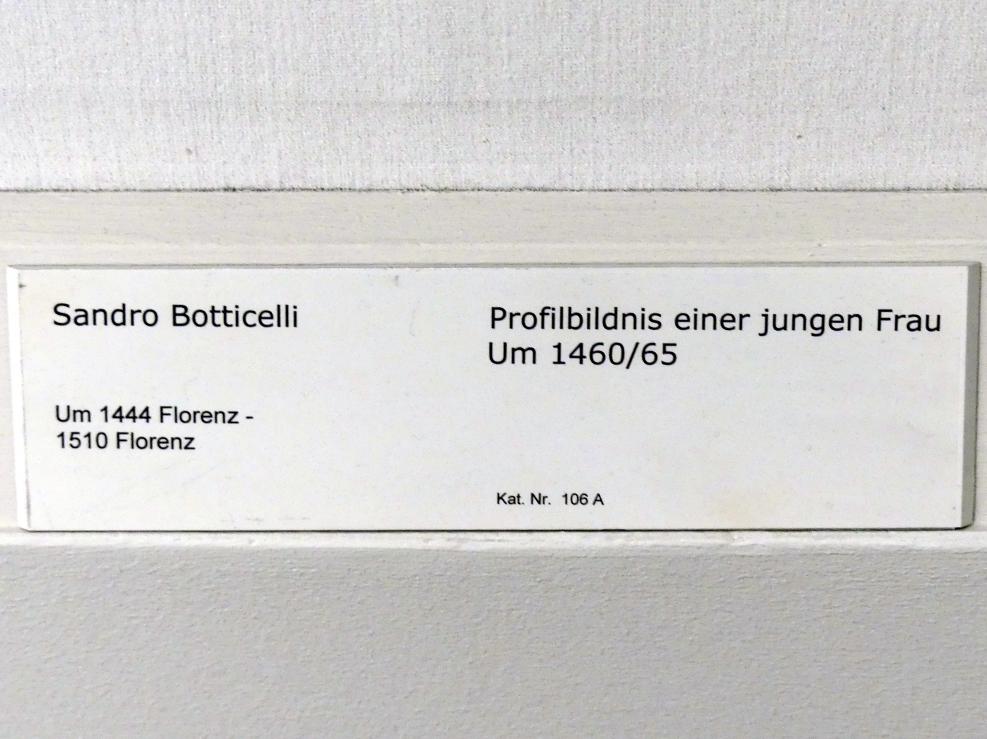 Sandro Botticelli
Um 1444 Florenz -
1510 Florenz
Profilbildnis einer jungen Frau
Um 1460/65
Kat. Nr. 106 A